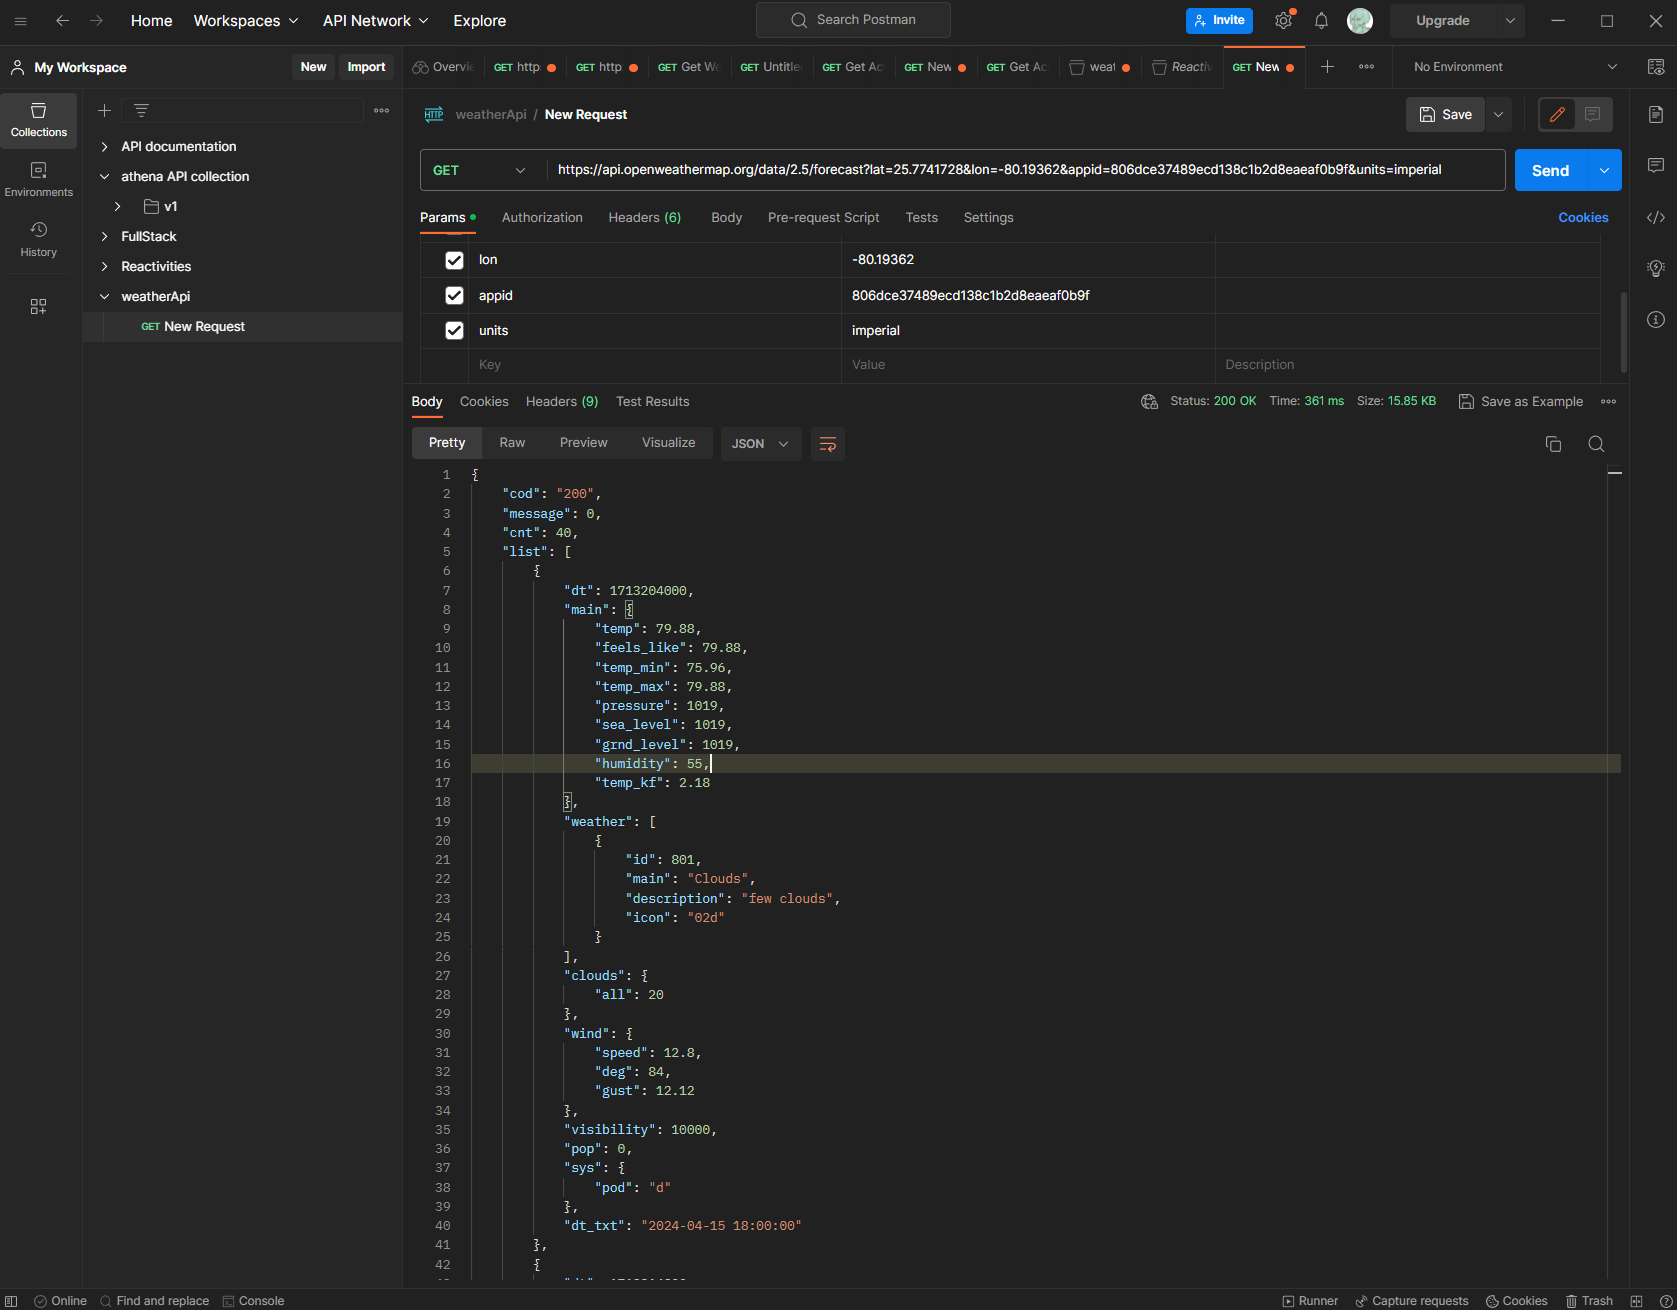 Home Workspaces API Network Explore Search Postman Invite Upgrade
My Workspace New Import
Overvie GET http GET http GET Get We GET Untitle GET Get Ac GET New GET Get Ac weat Reactiv GET New No Environment
Collections
Environments
History
API documentation
athena API collection
v1
FullStack
Reactivities
weatherApi
GET New Request
HTTP weatherApi / New Request Save
GET https://api.openweathermap.org/data/2.5/forecast?lat=25.7741728&lon=-80.19362&appid=806dce37489ecd138c1b2d8eaeaf0b9f&units=imperial Send
Params Authorization Headers (6) Body Pre-request Script Tests Settings Cookies
lon -80.19362
appid 806dce37489ecd138c1b2d8eaeaf0b9f
units imperial
Key Value Description
Body Cookies Headers (9) Test Results Status: 200 OK Time: 361 ms Size: 15.85 KB Save as Example
Pretty Raw Preview Visualize JSON
1 {
2 "cod": "200",
3 "message": 0,
4 "cnt": 40,
5 "list": [
6 {
7 "dt": 1713204000,
8 "main": {
9 "temp": 79.88,
10 "feels_like": 79.88,
11 "temp_min": 75.96,
12 "temp_max": 79.88,
13 "pressure": 1019,
14 "sea_level": 1019,
15 "grnd_level": 1019,
16 "humidity": 55,
17 "temp_kf": 2.18
18 },
19 "weather": [
20 {
21 "id": 801,
22 "main": "Clouds",
23 "description": "few clouds",
24 "icon": "02d"
25 }
26 ],
27 "clouds": {
28 "all": 20
29 },
30 "wind": {
31 "speed": 12.8,
32 "deg": 84,
33 "gust": 12.12
34 },
35 "visibility": 10000,
36 "pop": 0,
37 "sys": {
38 "pod": "d"
39 },
40 "dt_txt": "2024-04-15 18:00:00"
41 },
42 {
Online Find and replace Console Runner Capture requests Cookies Trash